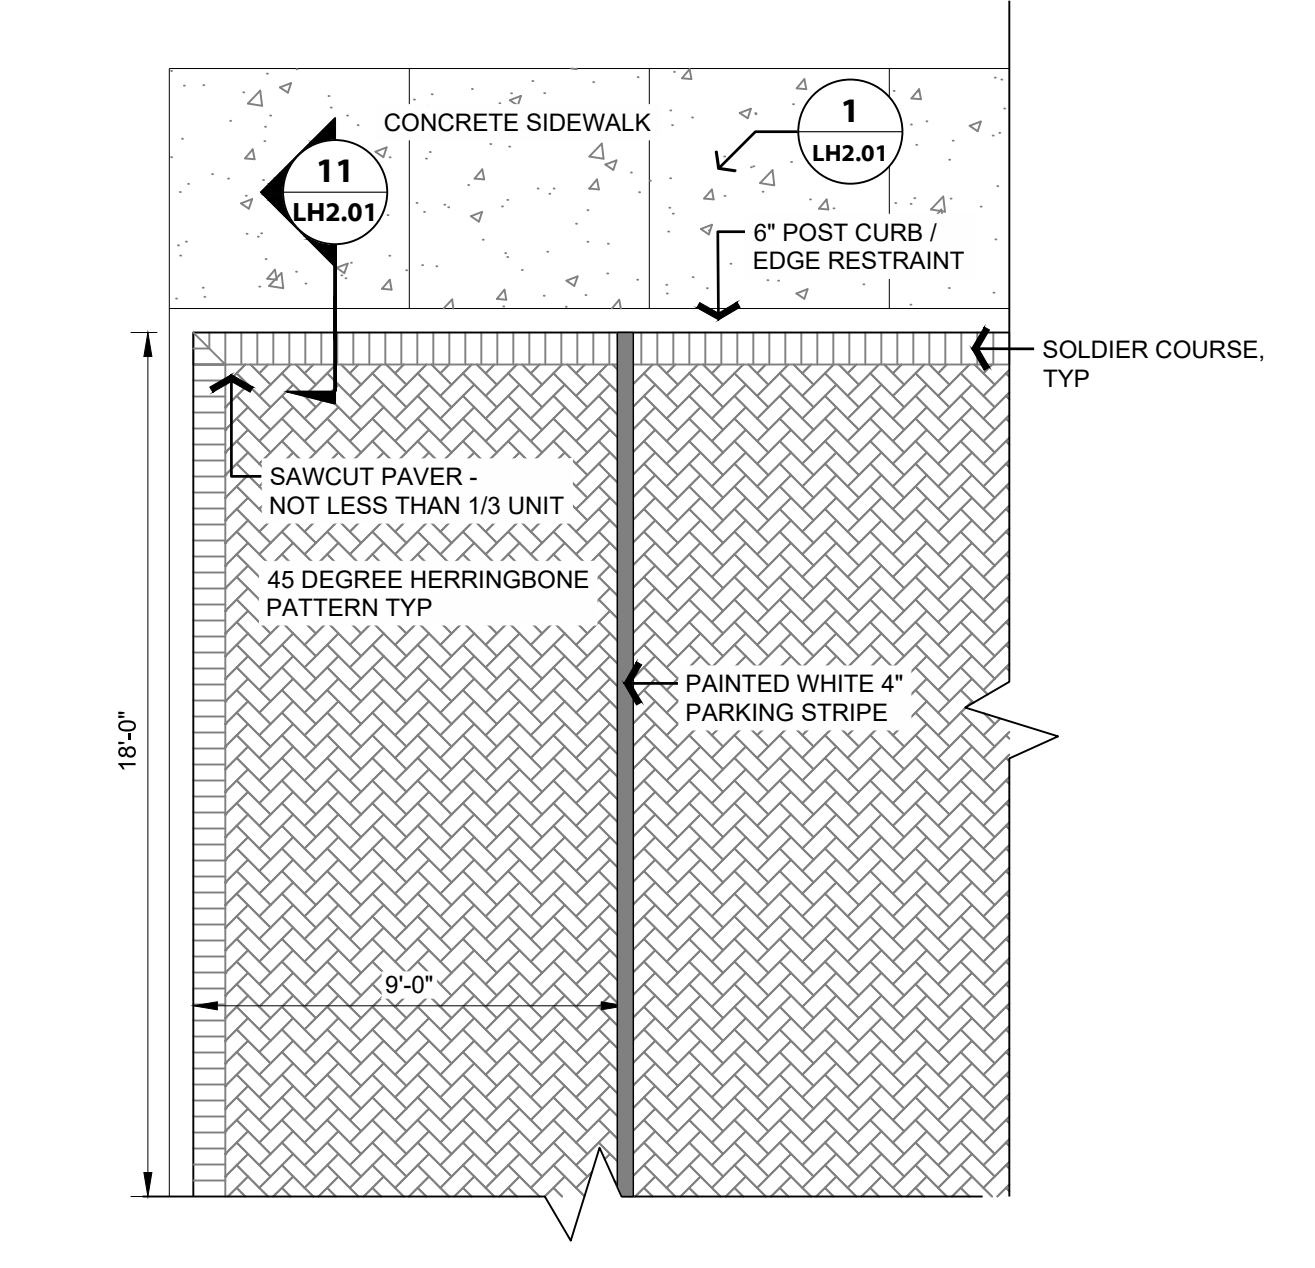 CONCRETE SIDEWALK
1
LH2.01
11
LH2.01
6" POST CURB /
EDGE RESTRAINT
SOLDIER COURSE,
TYP
SAWCUT PAVER -
NOT LESS THAN 1/3 UNIT
45 DEGREE HERRINGBONE
PATTERN TYP
PAINTED WHITE 4"
PARKING STRIPE
18'-0"
9'-0"